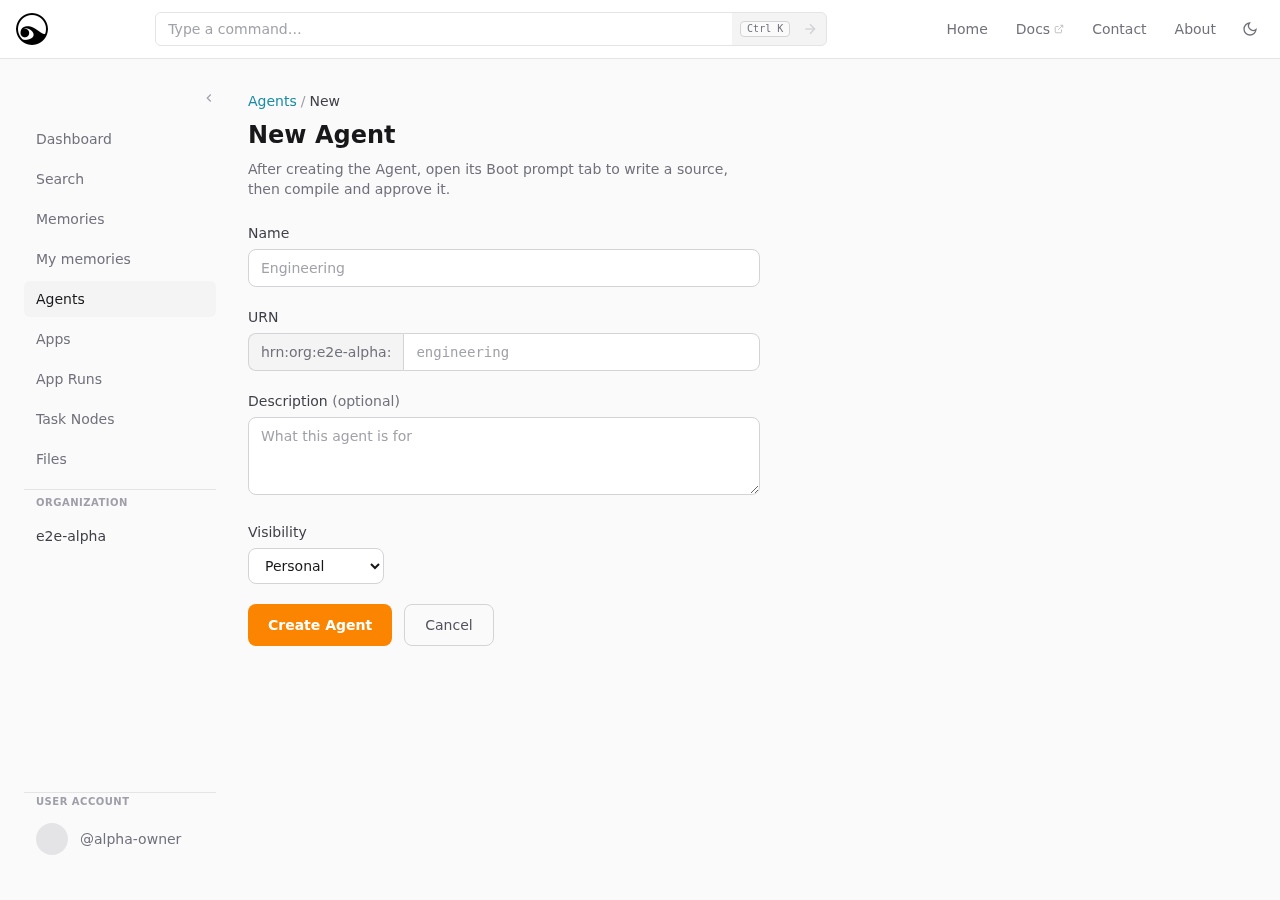 Type a command...
Ctrl K
Home
Docs
Contact
About
Dashboard
Search
Memories
My memories
Agents
Apps
App Runs
Task Nodes
Files
ORGANIZATION
e2e-alpha
USER ACCOUNT
@alpha-owner
Agents / New
New Agent
After creating the Agent, open its Boot prompt tab to write a source,
then compile and approve it.
Name
Engineering
URN
hrn:org:e2e-alpha: engineering
Description (optional)
What this agent is for
Visibility
Personal
Create Agent
Cancel